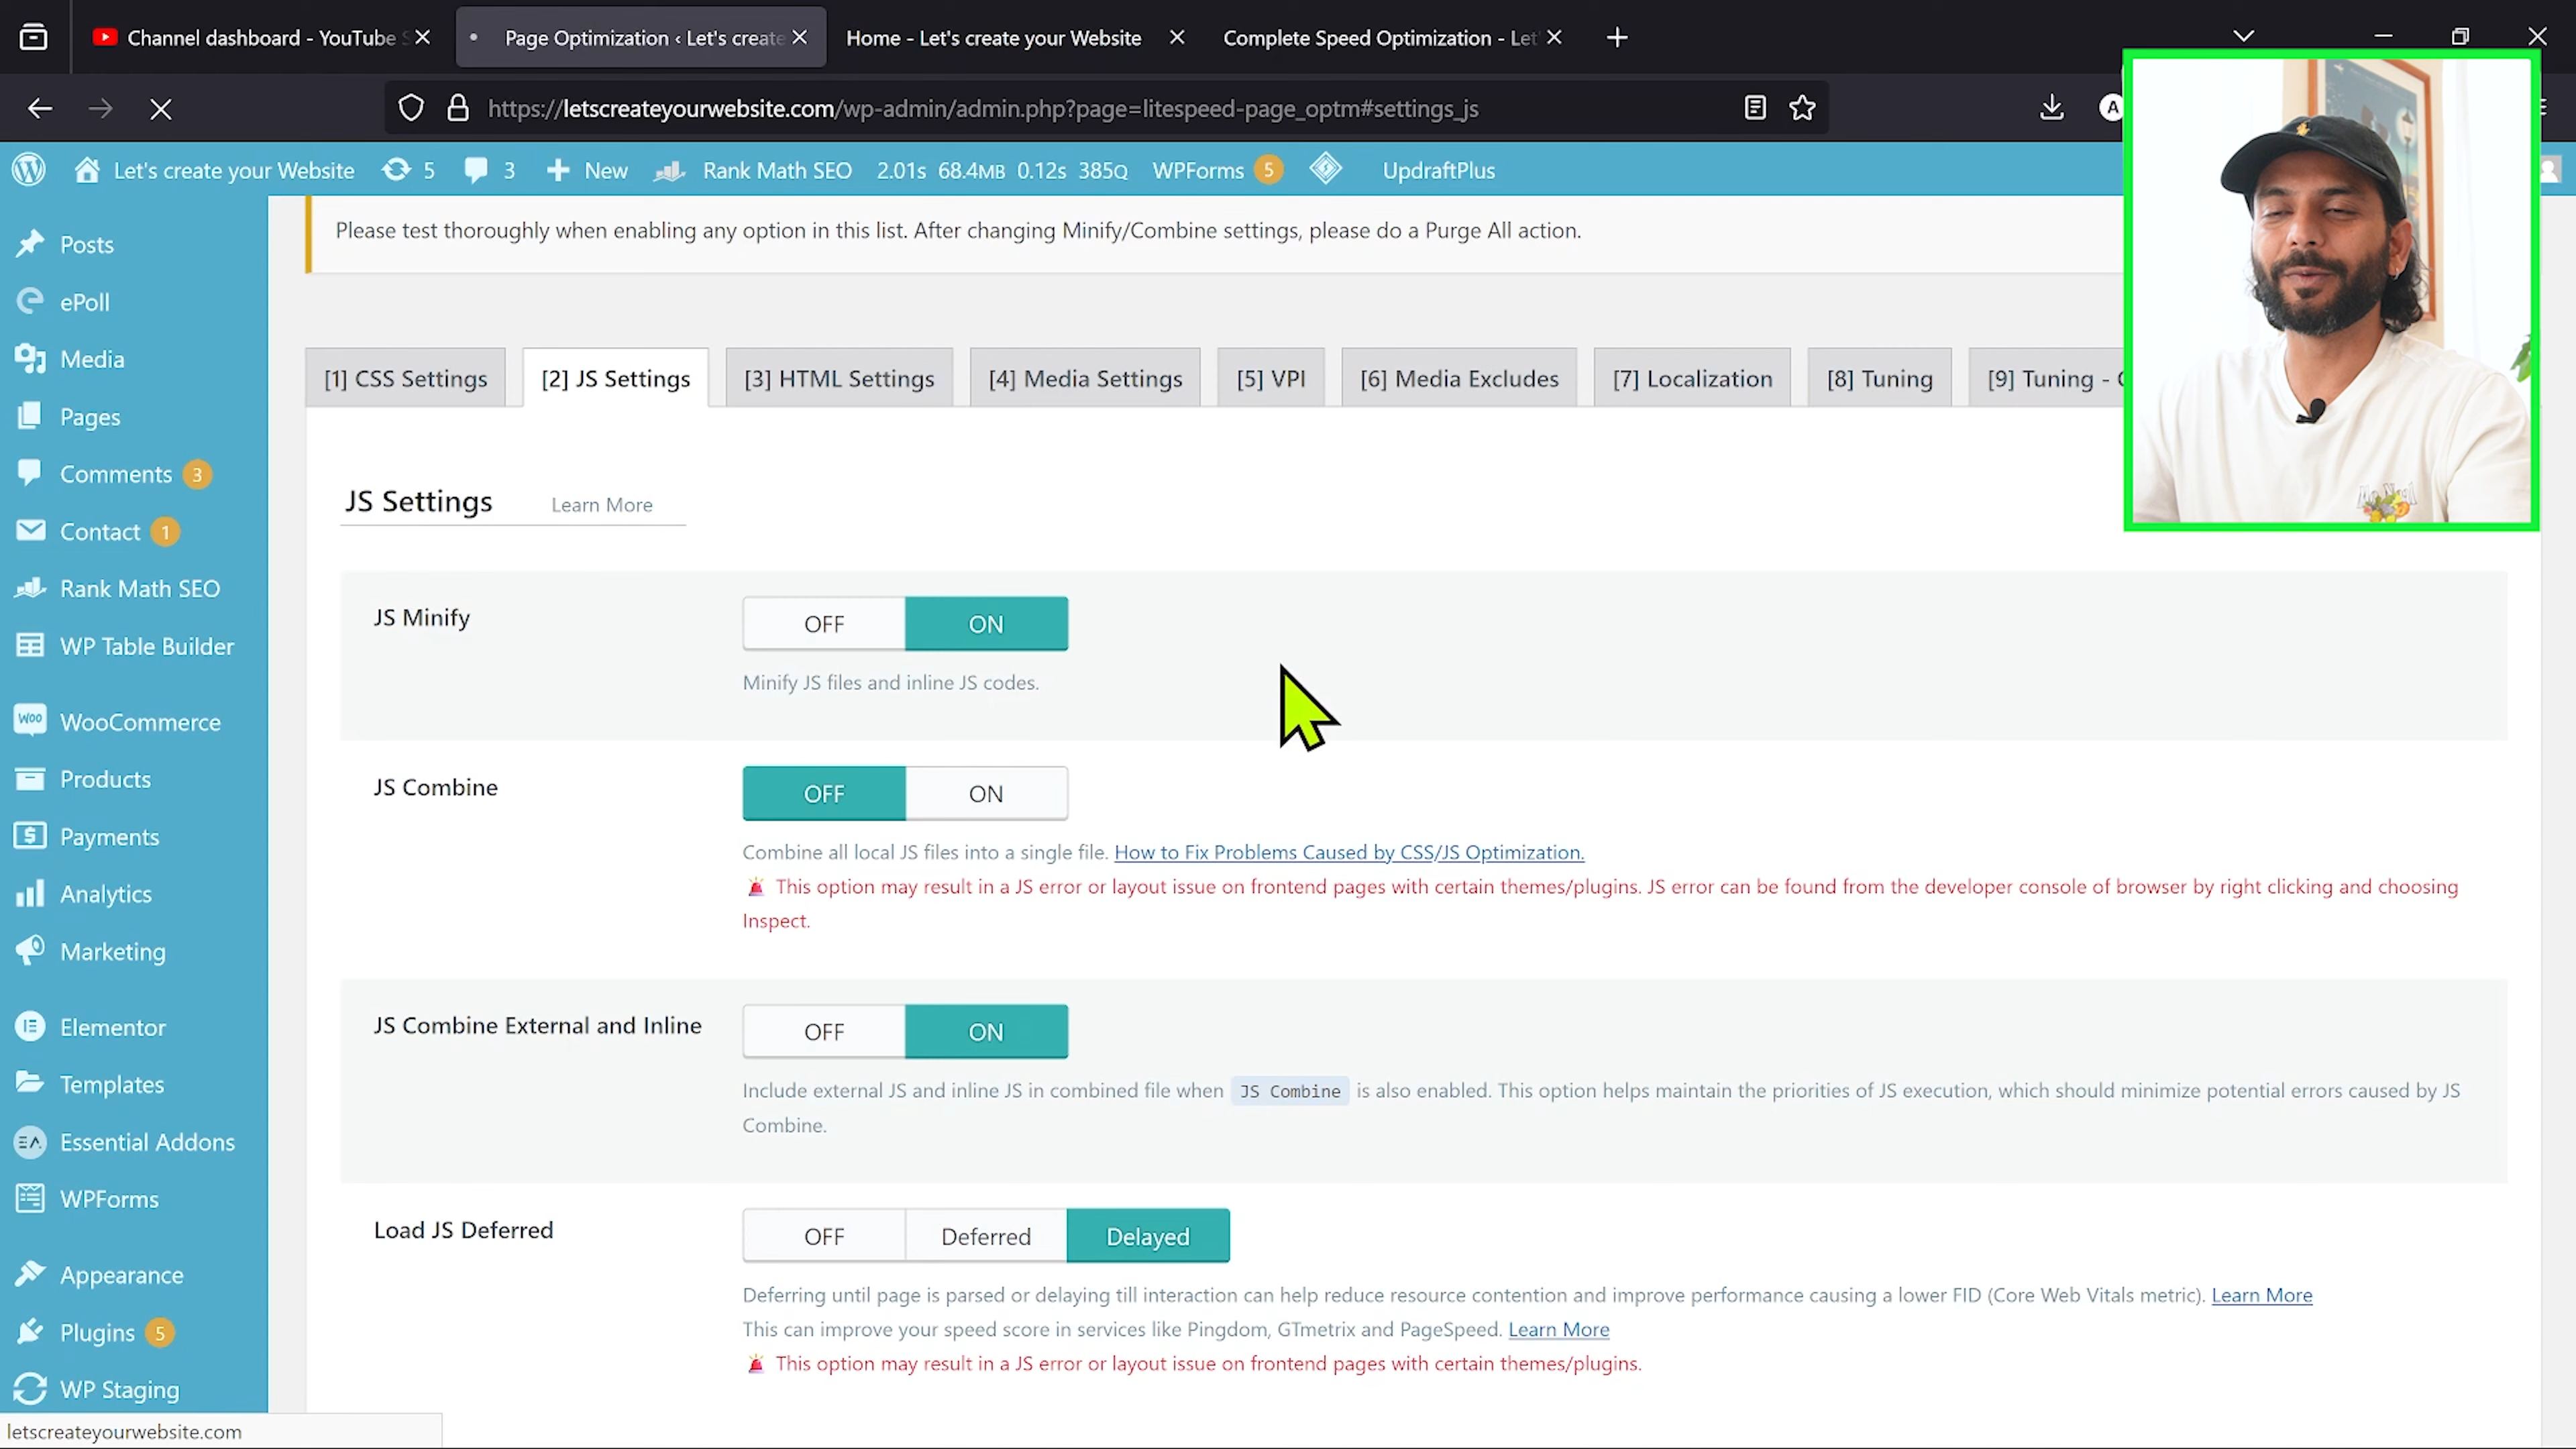 Channel dashboard - YouTube S
Page Optimization ‹ Let's create
Home - Let's create your Website
Complete Speed Optimization - Let'
https://letscreateyourwebsite.com/wp-admin/admin.php?page=litespeed-page_optm#settings_js
A
Let's create your Website 5 3 New Rank Math SEO 2.01s 68.4MB 0.12s 385Q WPForms 5 UpdraftPlus
Posts
ePoll
Media
Pages
Comments 3
Contact 1
Rank Math SEO
WP Table Builder
Woo WooCommerce
Products
Payments
Analytics
Marketing
Elementor
Templates
EA Essential Addons
WPForms
Appearance
Plugins 5
WP Staging
letscreateyourwebsite.com
Please test thoroughly when enabling any option in this list. After changing Minify/Combine settings, please do a Purge All action.
[1] CSS Settings [2] JS Settings [3] HTML Settings [4] Media Settings [5] VPI [6] Media Excludes [7] Localization [8] Tuning [9] Tuning - C
JS Settings Learn More
JS Minify OFF ON
Minify JS files and inline JS codes.
JS Combine OFF ON
Combine all local JS files into a single file. How to Fix Problems Caused by CSS/JS Optimization.
This option may result in a JS error or layout issue on frontend pages with certain themes/plugins. JS error can be found from the developer console of browser by right clicking and choosing
Inspect.
JS Combine External and Inline OFF ON
Include external JS and inline JS in combined file when JS Combine is also enabled. This option helps maintain the priorities of JS execution, which should minimize potential errors caused by JS
Combine.
Load JS Deferred OFF Deferred Delayed
Deferring until page is parsed or delaying till interaction can help reduce resource contention and improve performance causing a lower FID (Core Web Vitals metric). Learn More
This can improve your speed score in services like Pingdom, GTmetrix and PageSpeed. Learn More
This option may result in a JS error or layout issue on frontend pages with certain themes/plugins.